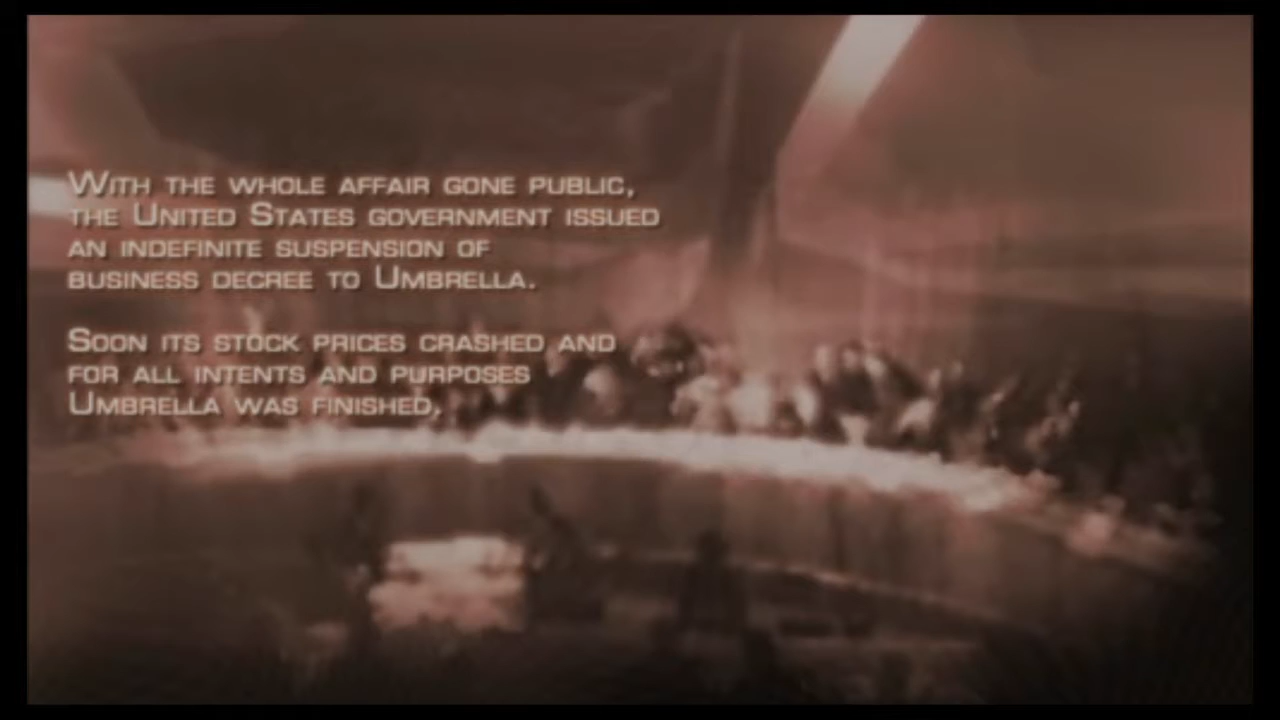 With the whole affair gone public,
the United States government issued
an indefinite suspension of
business decree to Umbrella.
Soon its stock prices crashed and
for all intents and purposes
Umbrella was finished.